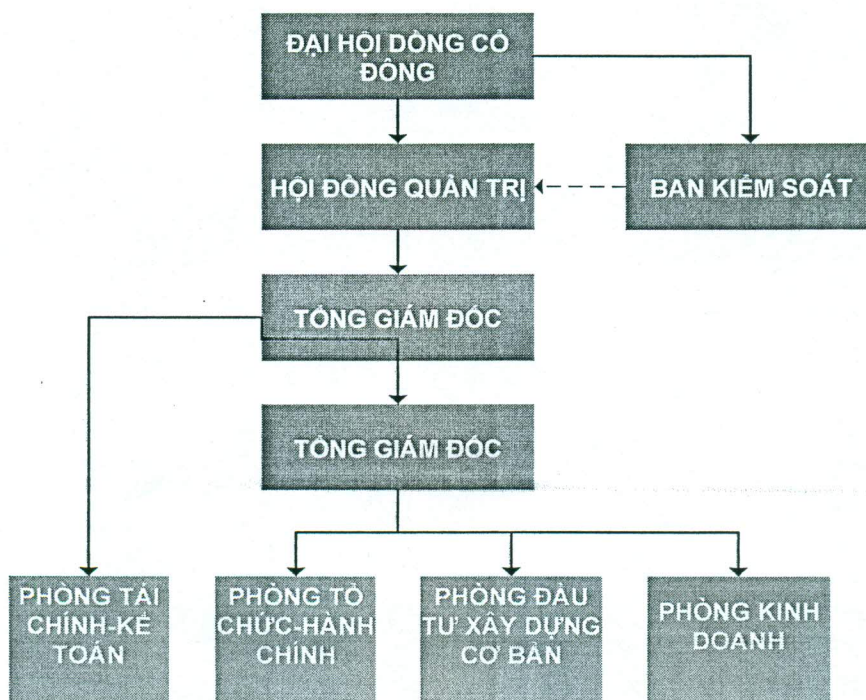 ĐẠI HỘI DÒNG CỎ
ĐÔNG
HỘI ĐỒNG QUẢN TRỊ
BAN KIỂM SOÁT
TỔNG GIÁM ĐỐC
TỔNG GIÁM ĐỐC
PHÒNG TÀI
CHÍNH-KẾ
TOÁN
PHÒNG TỔ
CHỨC-HÀNH
CHÍNH
PHÒNG ĐẦU
TƯ XÂY DỰNG
CƠ BẢN
PHÒNG KINH
DOANH